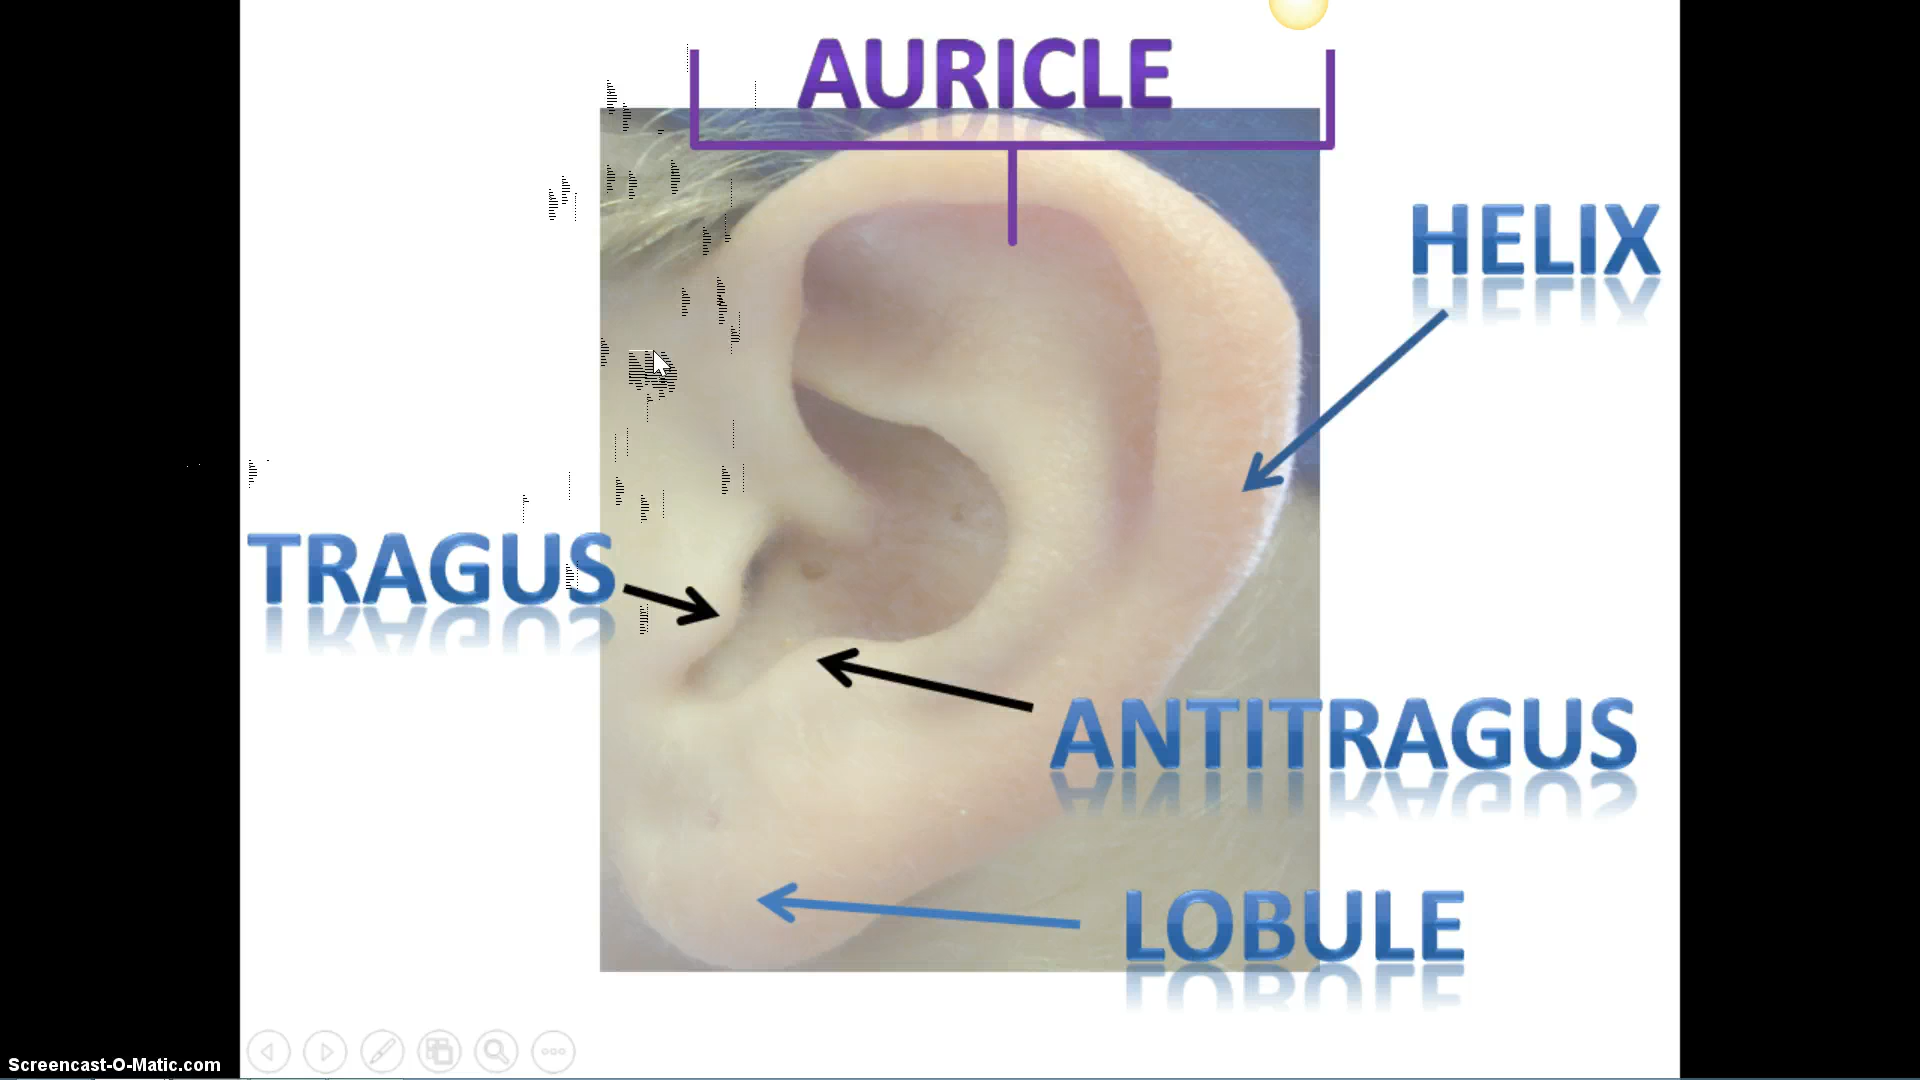 AURICLE
HELIX
TRAGUS
ANTITRAGUS
LOBULE
Screencast-O-Matic.com